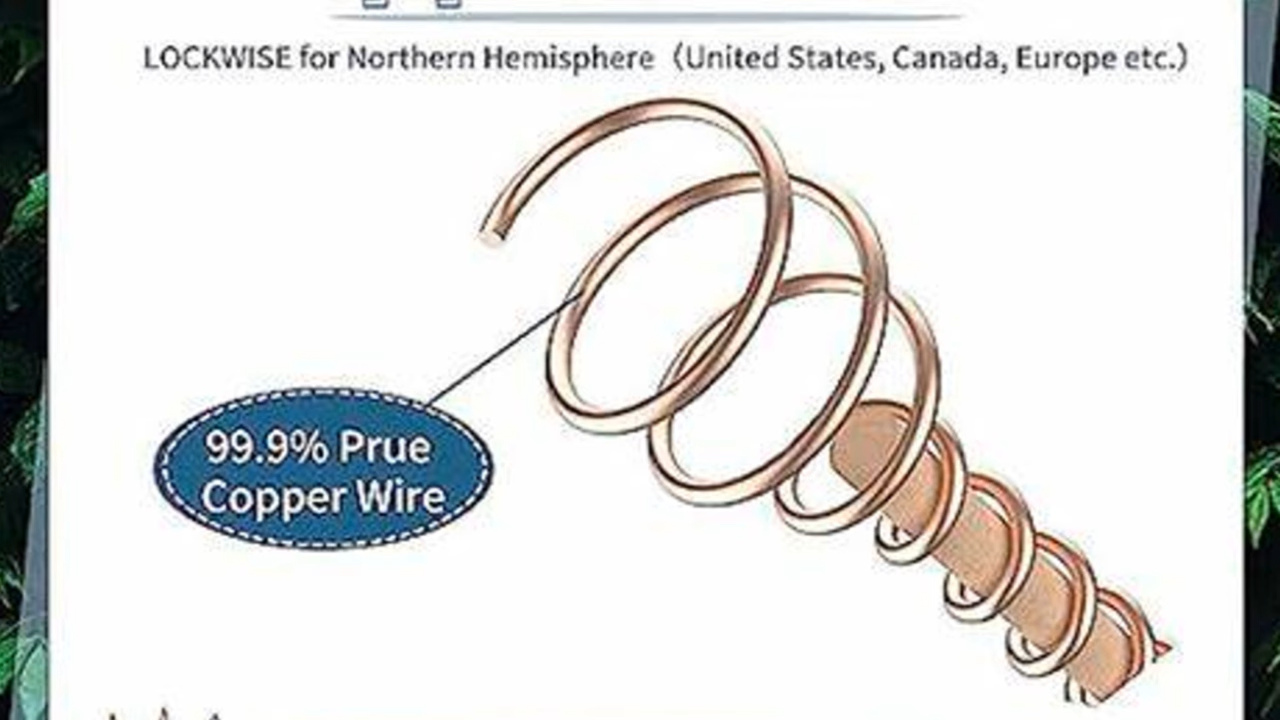 LOCKWISE for Northern Hemisphere（United States, Canada, Europe etc.）
99.9% Prue
Copper Wire